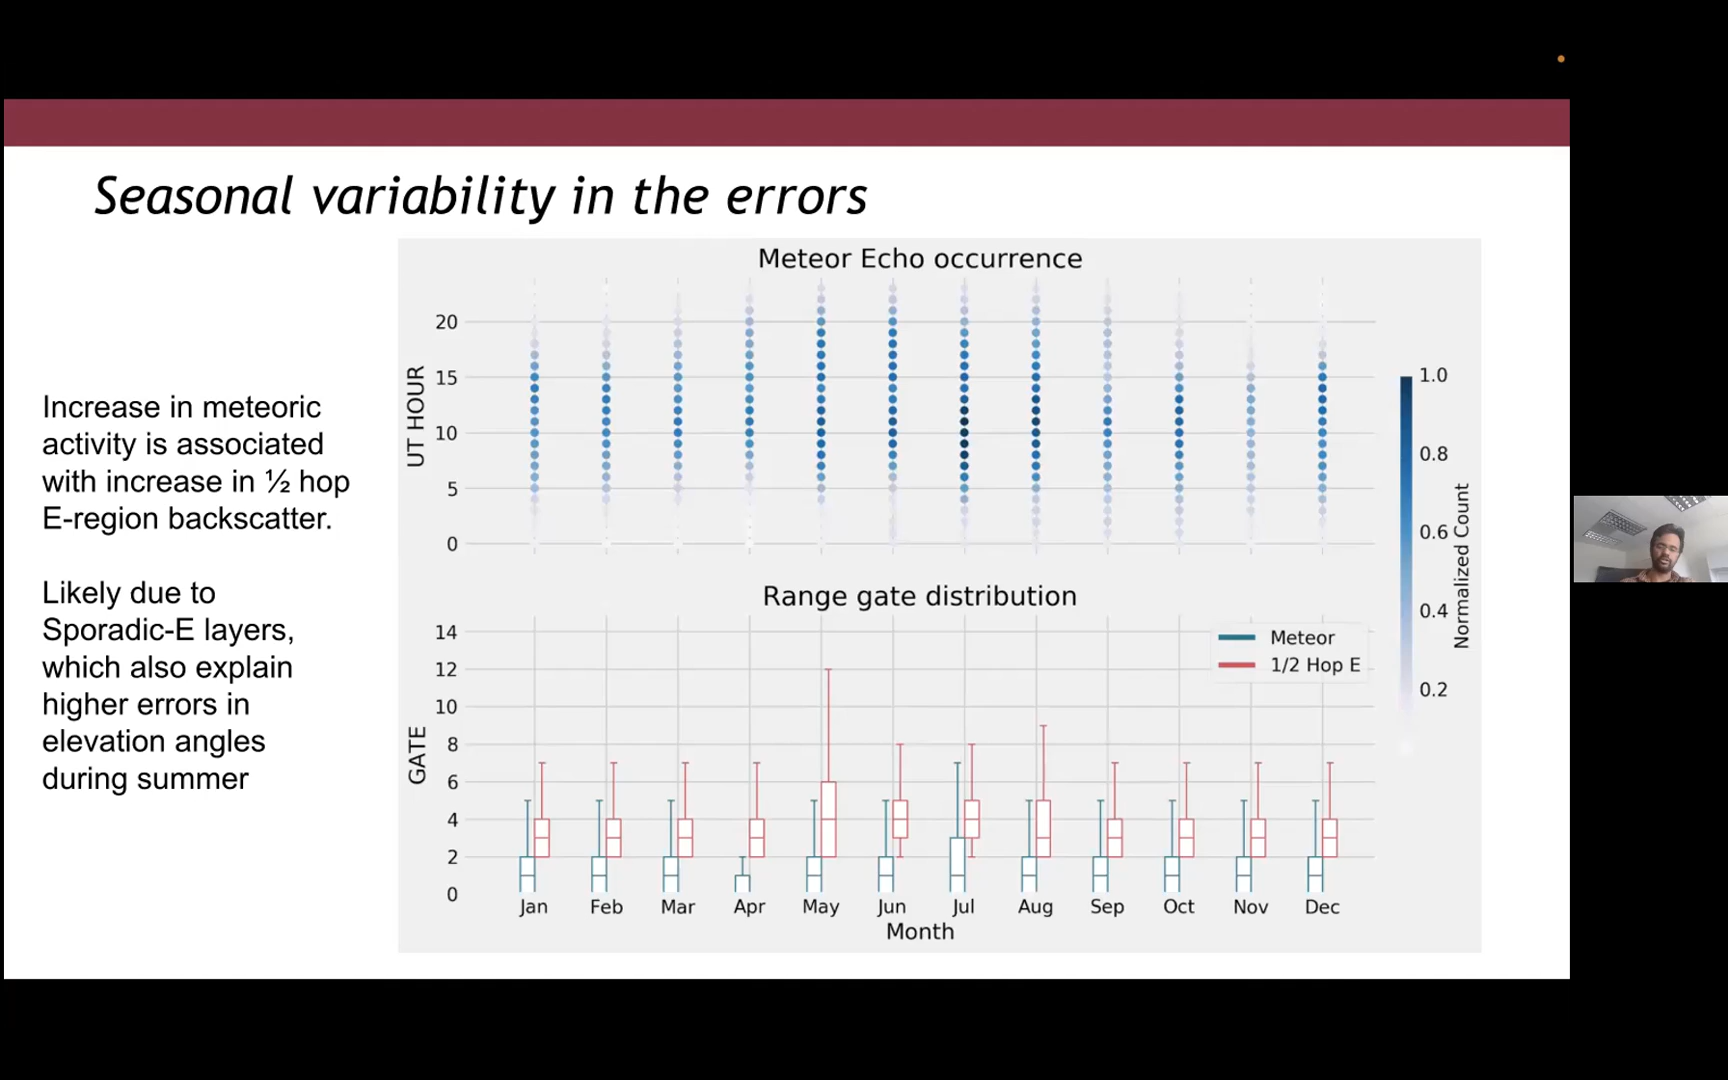 Seasonal variability in the errors
Increase in meteoric
activity is associated
with increase in ½ hop
E-region backscatter.
Likely due to
Sporadic-E layers,
which also explain
higher errors in
elevation angles
during summer
Meteor Echo occurrence
UT HOUR
20
15
10
5
0
1.0
0.8
0.6
0.4
0.2
Normalized Count
Range gate distribution
Meteor
1/2 Hop E
GATE
14
12
10
8
6
4
2
0
Jan Feb Mar Apr May Jun Jul Aug Sep Oct Nov Dec
Month